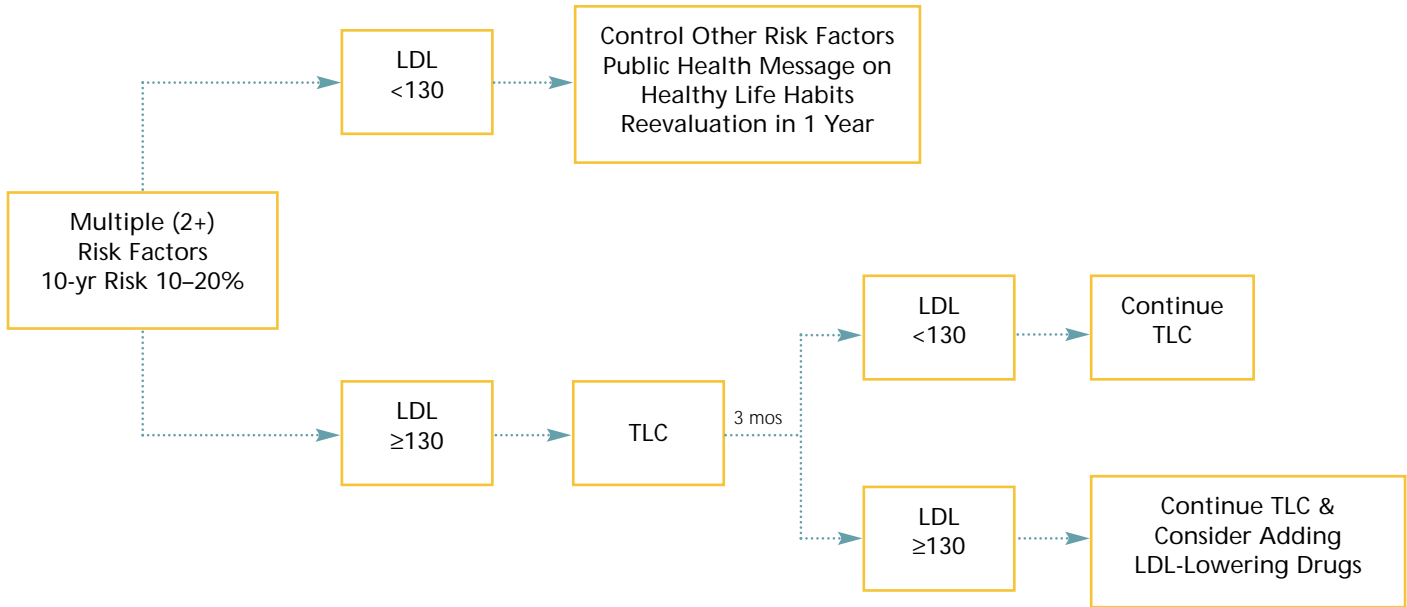 LDL
<130
Control Other Risk Factors
Public Health Message on
Healthy Life Habits
Reevaluation in 1 Year
Multiple (2+)
Risk Factors
10-yr Risk 10–20%
LDL
≥130
TLC
3 mos
LDL
<130
Continue
TLC
LDL
≥130
Continue TLC &
Consider Adding
LDL-Lowering Drugs